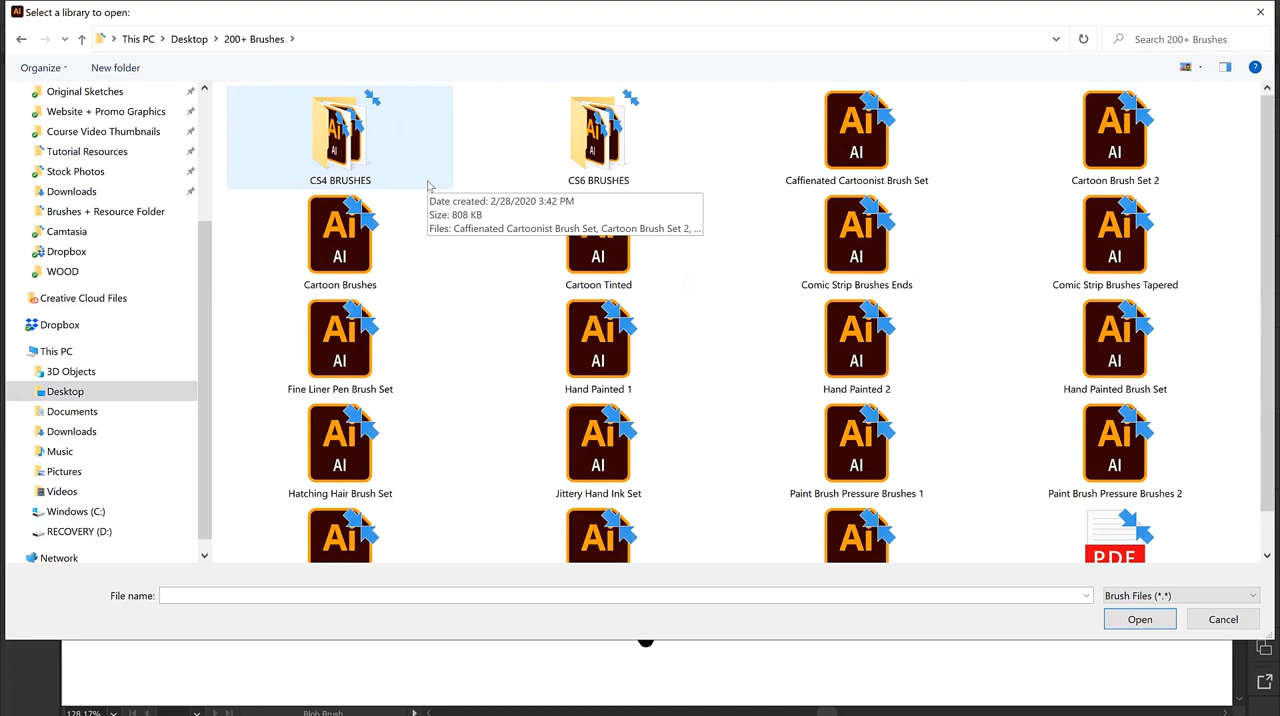 Select a library to open:
This PC > Desktop > 200+ Brushes >
Search 200+ Brushes
Organize
New folder
Original Sketches
Website + Promo Graphics
Course Video Thumbnails
Tutorial Resources
Stock Photos
Downloads
Brushes + Resource Folder
Camtasia
Dropbox
WOOD
Creative Cloud Files
Dropbox
This PC
3D Objects
Desktop
Documents
Downloads
Music
Pictures
Videos
Windows (C:)
RECOVERY (D:)
Network
CS4 BRUSHES
CS6 BRUSHES
Caffienated Cartoonist Brush Set
Cartoon Brush Set 2
Date created: 2/28/2020 3:42 PM
Size: 808 KB
Files: Caffienated Cartoonist Brush Set, Cartoon Brush Set 2, ...
Cartoon Brushes
Cartoon Tinted
Comic Strip Brushes Ends
Comic Strip Brushes Tapered
Fine Liner Pen Brush Set
Hand Painted 1
Hand Painted 2
Hand Painted Brush Set
Hatching Hair Brush Set
Jittery Hand Ink Set
Paint Brush Pressure Brushes 1
Paint Brush Pressure Brushes 2
PDF
File name:
Brush Files (*.*)
Open
Cancel
128.17%
Blob Brush